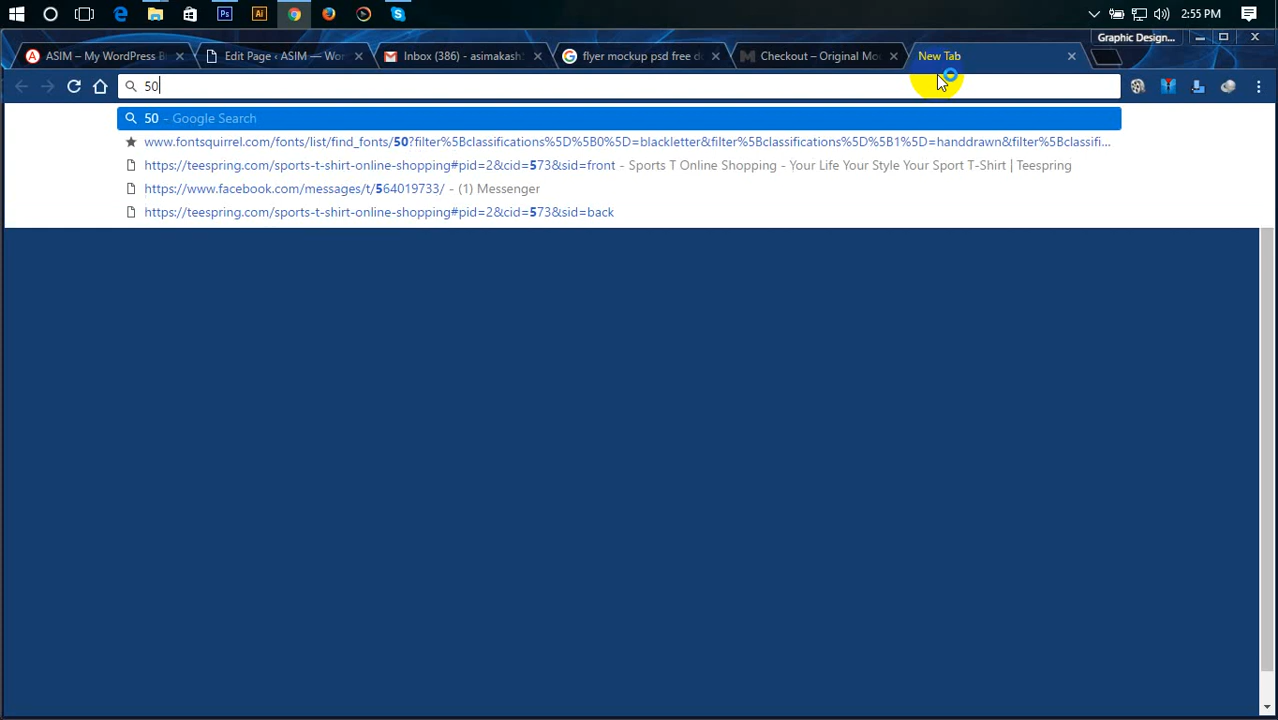 2:55 PM
Graphic Design...
ASIM – My WordPress B
Edit Page ‹ ASIM — Wor
Inbox (386) - asimakash
flyer mockup psd free d
Checkout – Original Mo
New Tab
50
50 – Google Search
www.fontsquirrel.com/fonts/list/find_fonts/50?filter%5Bclassifications%5D%5B0%5D=blackletter&filter%5Bclassifications%5D%5B1%5D=handdrawn&filter%5Bclassifi...
https://teespring.com/sports-t-shirt-online-shopping#pid=2&cid=573&sid=front – Sports T Online Shopping - Your Life Your Style Your Sport T-Shirt | Teespring
https://www.facebook.com/messages/t/564019733/ – (1) Messenger
https://teespring.com/sports-t-shirt-online-shopping#pid=2&cid=573&sid=back